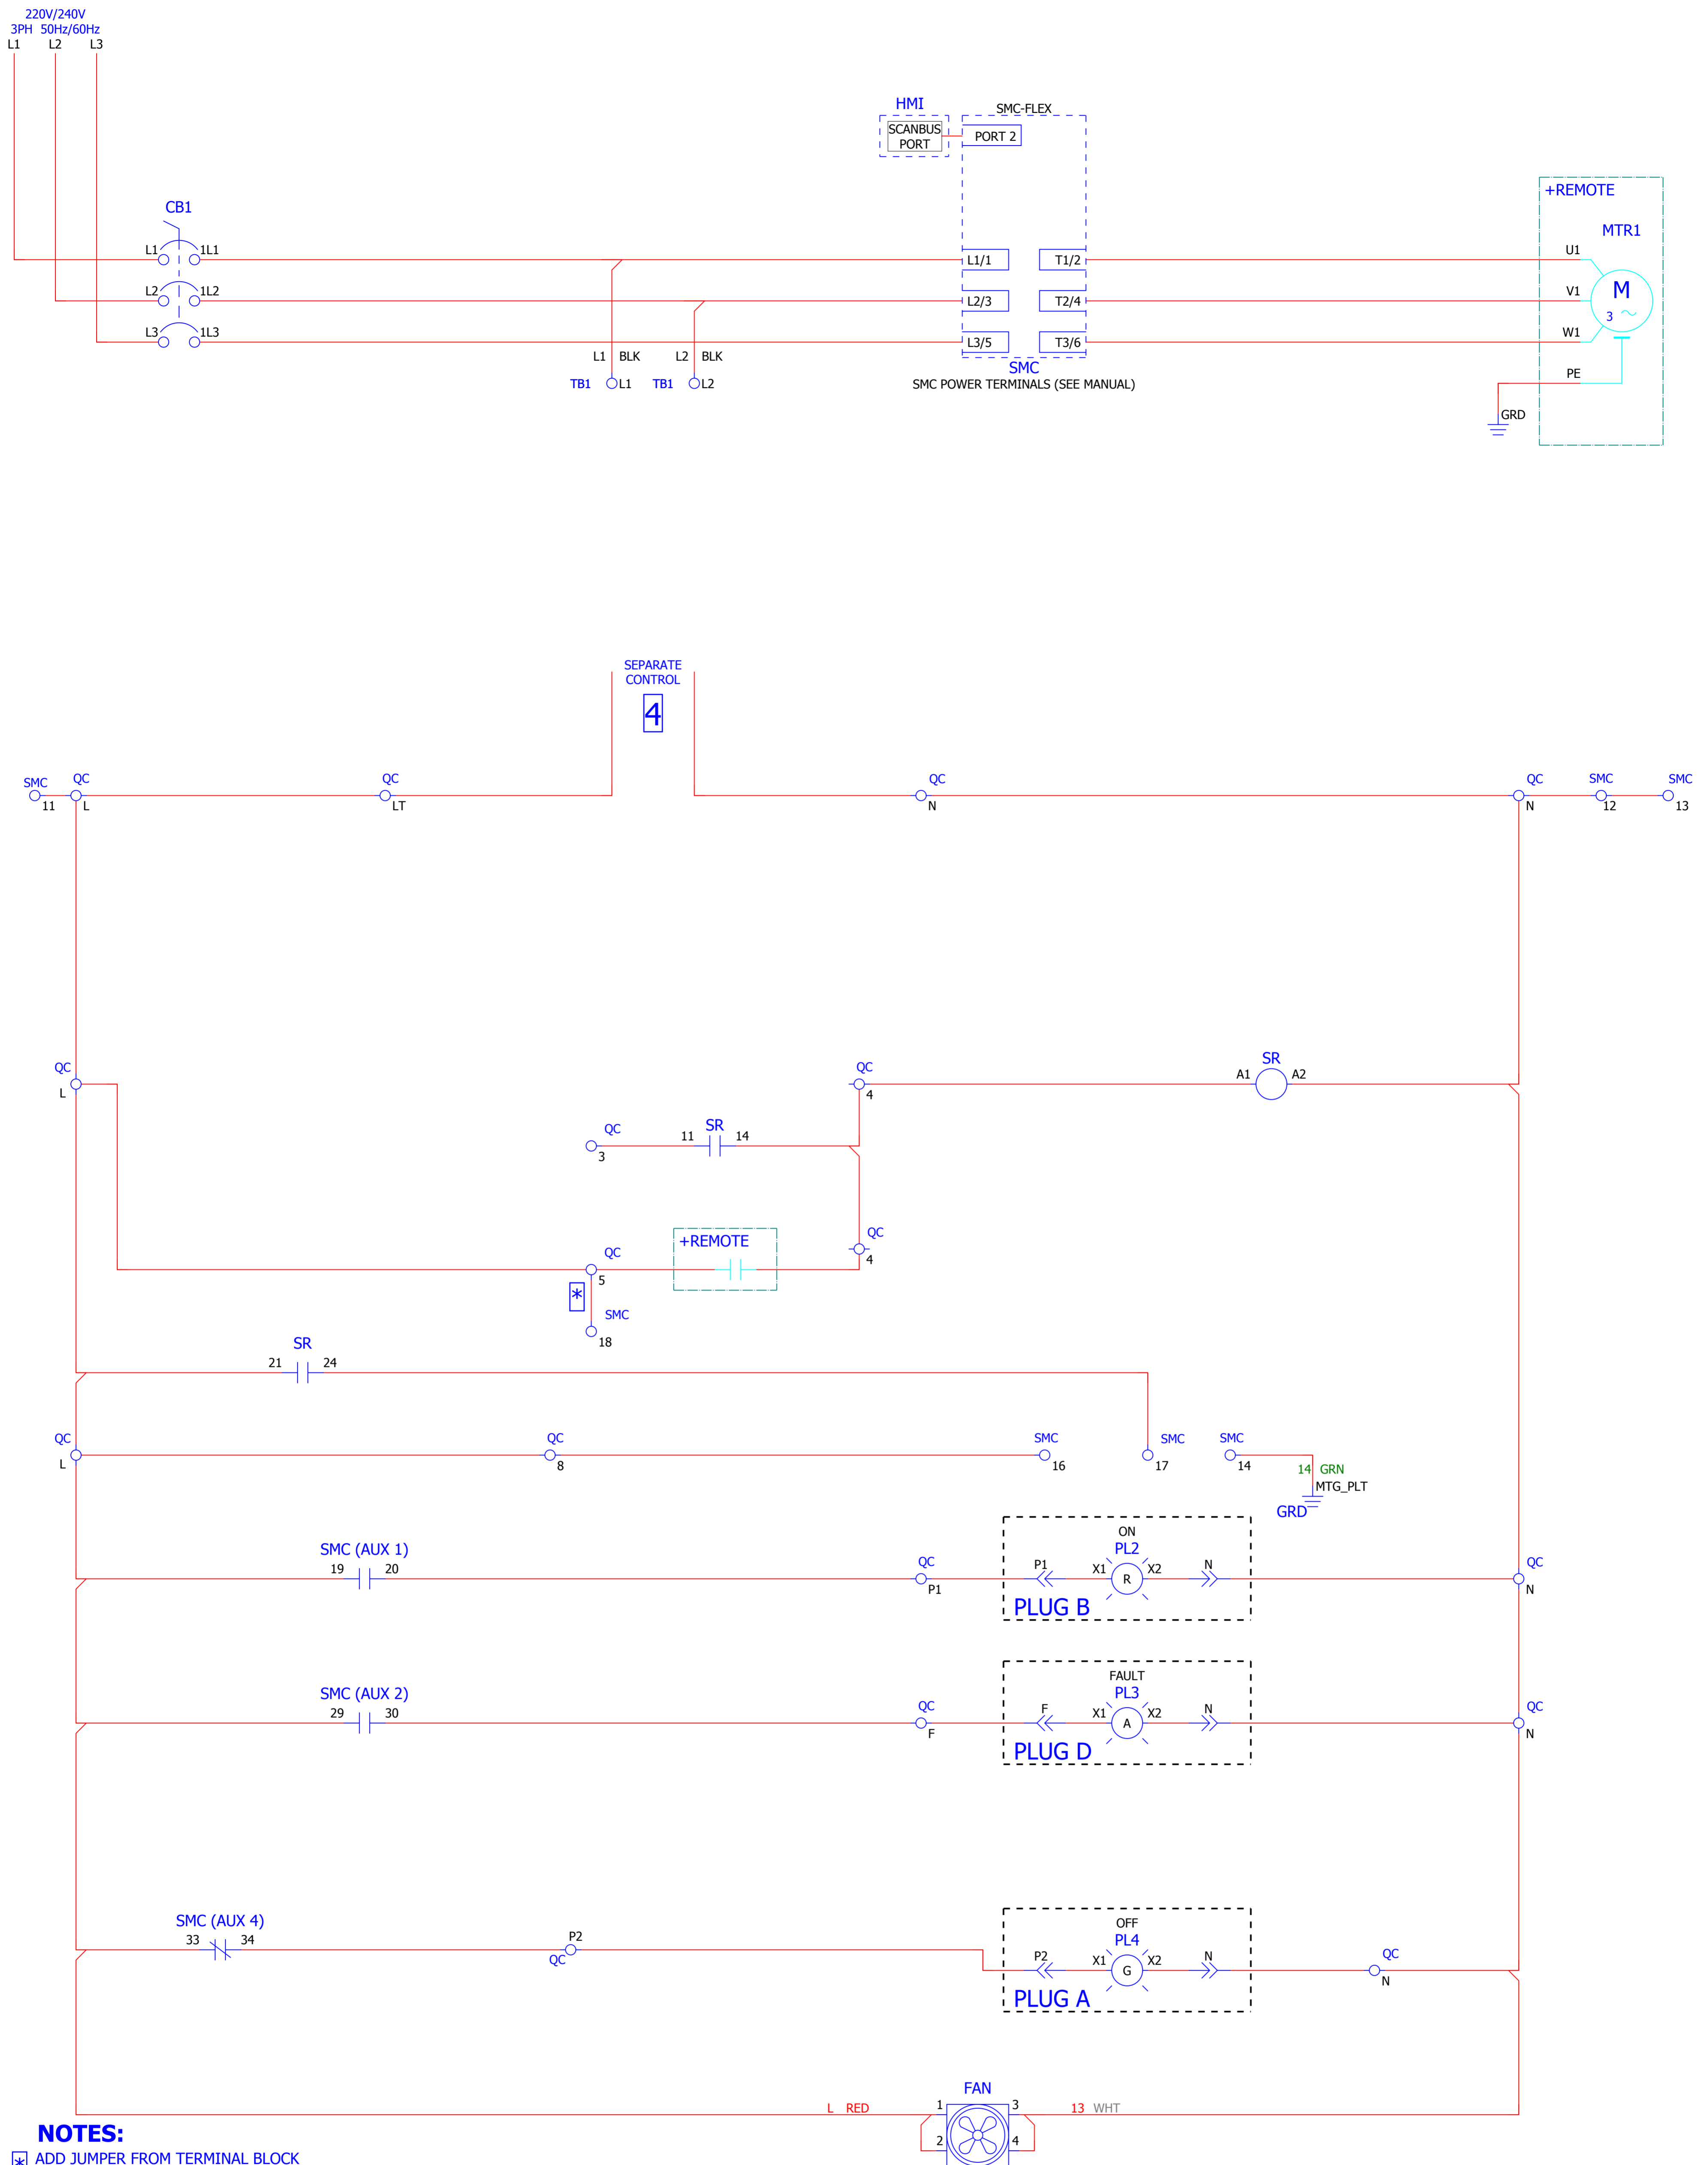 220V/240V
3PH 50Hz/60Hz
L1 L2 L3
HMI
SCANBUS
PORT
SMC-FLEX
PORT 2
+REMOTE
MTR1
CB1
L1 1L1
L1/1 T1/2
U1
L2 1L2
L2/3 T2/4
V1
M
3
L3 1L3
L3/5 T3/6
W1
L1 BLK L2 BLK
SMC
PE
TB1 L1 TB1 L2
SMC POWER TERMINALS (SEE MANUAL)
GRD
SEPARATE
CONTROL
4
SMC QC QC QC QC SMC SMC
11 L LT N N 12 13
QC QC SR
L 4 A1 A2
QC SR
3 11 14
QC
4
+REMOTE
QC
5
*
SMC
18
SR
21 24
QC QC SMC SMC SMC
L 8 16 17 14
14 GRN
MTG_PLT
GRD
SMC (AUX 1)
19 20
QC
P1
ON
PL2
P1 X1 R X2 N
PLUG B
QC
N
SMC (AUX 2)
29 30
QC
F
FAULT
PL3
F X1 A X2 N
PLUG D
QC
N
SMC (AUX 4)
33 34
P2
QC
OFF
PL4
P2 X1 G X2 N
PLUG A
QC
N
FAN
L RED 1 3 13 WHT
2 4
NOTES:
* ADD JUMPER FROM TERMINAL BLOCK